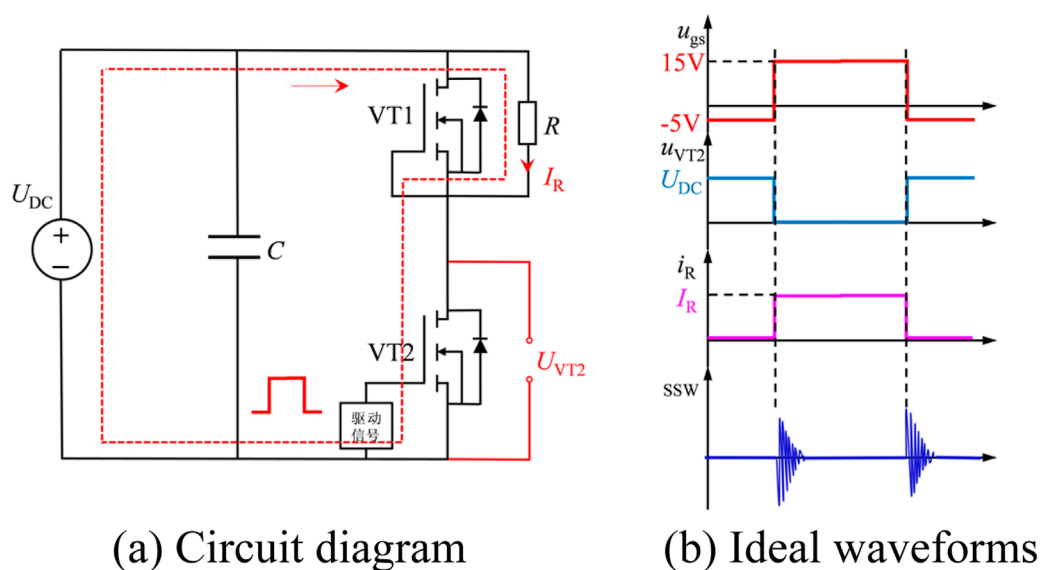 VT1
R
I_R
U_DC
+
−
C
VT2
U_VT2
驱动
信号
(a) Circuit diagram
u_gs
15V
-5V
u_VT2
U_DC
i_R
I_R
SSW
(b) Ideal waveforms